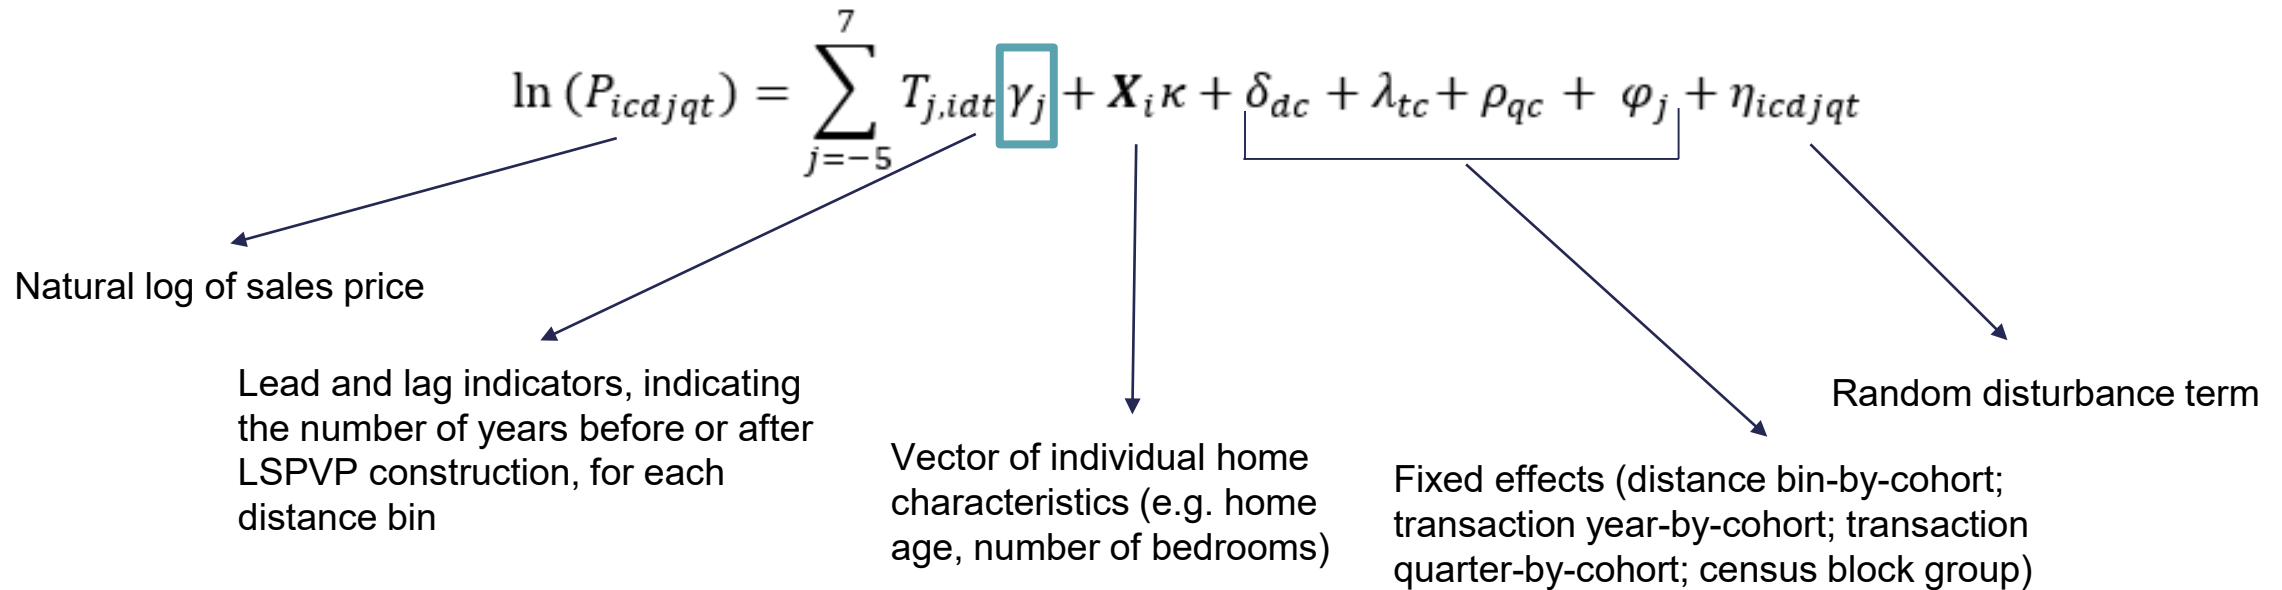 ln (P_icdjqt) = ∑_{j=−5}^{7} T_{j,idt} γ_j + X_i κ + δ_dc + λ_tc + ρ_qc + φ_j + η_icdjqt
Natural log of sales price
Lead and lag indicators, indicating
the number of years before or after
LSPVP construction, for each
distance bin
Vector of individual home
characteristics (e.g. home
age, number of bedrooms)
Fixed effects (distance bin-by-cohort;
transaction year-by-cohort; transaction
quarter-by-cohort; census block group)
Random disturbance term